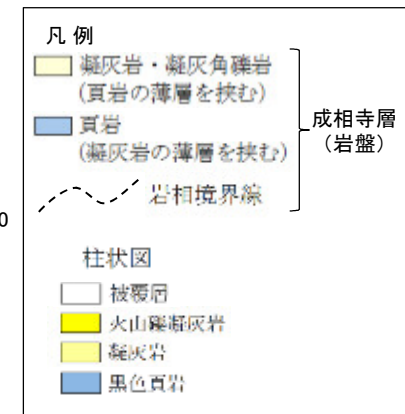 凡 例
凝灰岩・凝灰角礫岩
(頁岩の薄層を挟む)
頁岩
(凝灰岩の薄層を挟む)
成相寺層
(岩盤)
岩相境界線
0
柱状図
被覆層
火山礫凝灰岩
凝灰岩
黒色頁岩